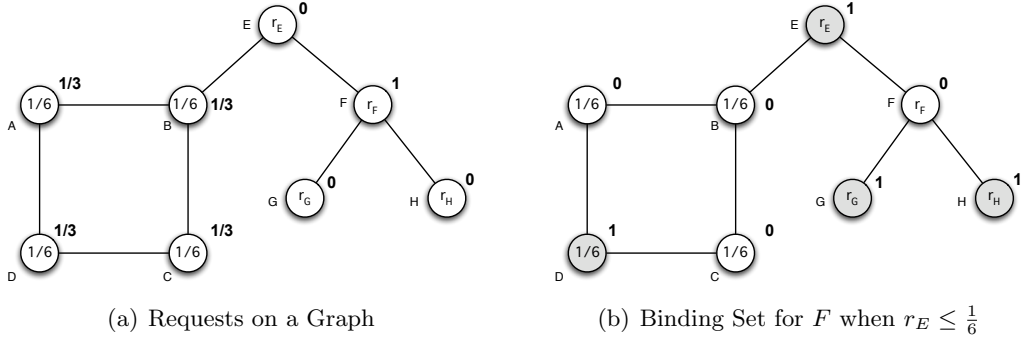 0
E r_E
1/3 1
1/6 1/6 1/3 F r_F
A B
0 0
G r_G H r_H
1/3 1/3
1/6 1/6
D C
(a) Requests on a Graph
1
E r_E
0 0
1/6 1/6 0 F r_F
A B
1 1
G r_G H r_H
1 0
1/6 1/6
D C
(b) Binding Set for F when r_E ≤ 1/6